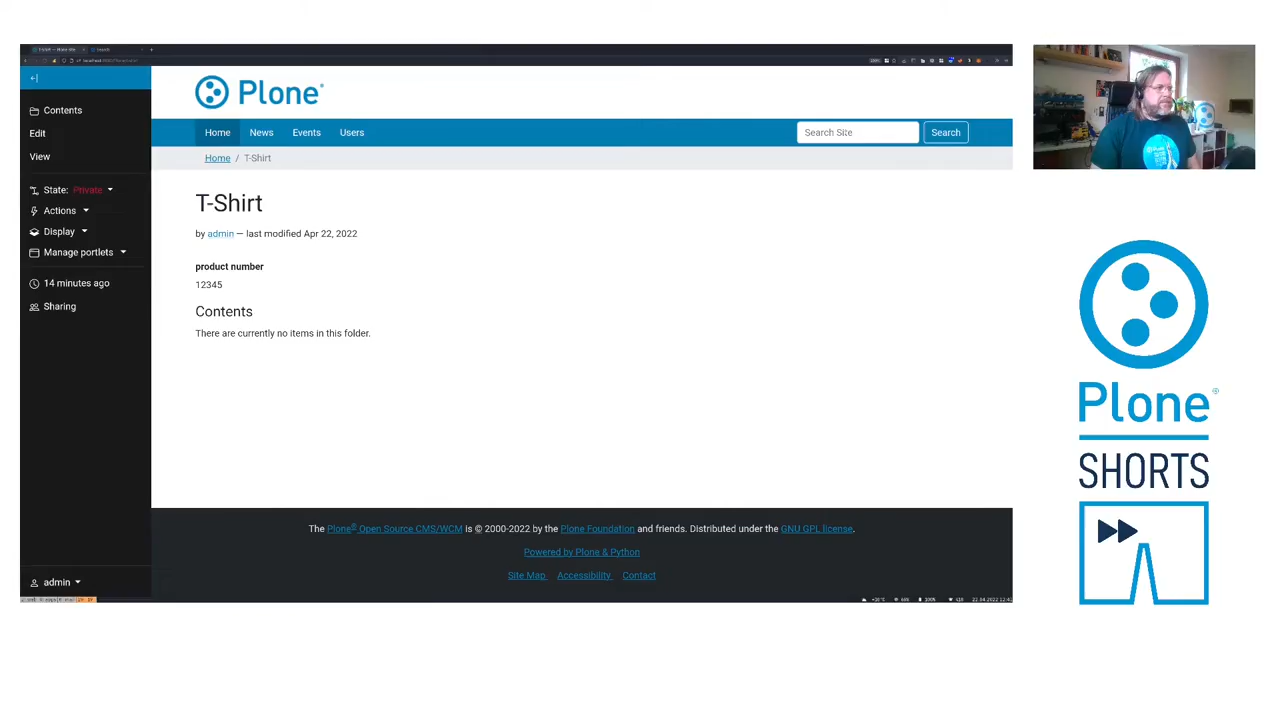 Contents
Edit
View
State: Private
Actions
Display
Manage portlets
14 minutes ago
Sharing
admin
Plone®
Home News Events Users
Search Site Search
Home / T-Shirt
T-Shirt
by admin — last modified Apr 22, 2022
product number
12345
Contents
There are currently no items in this folder.
The Plone® Open Source CMS/WCM is © 2000-2022 by the Plone Foundation and friends. Distributed under the GNU GPL license.
Powered by Plone & Python
Site Map Accessibility Contact
Plone®
SHORTS